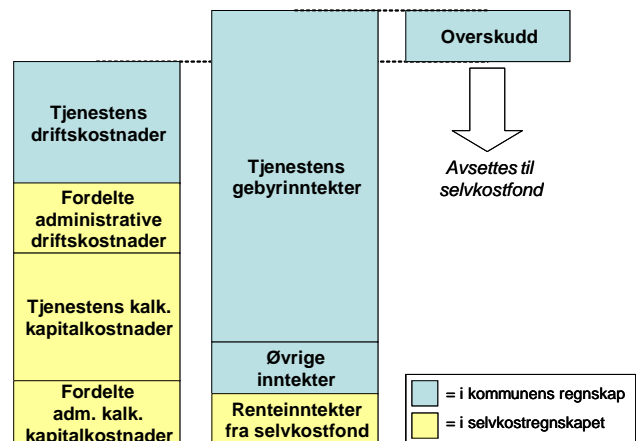 Tjenestens
driftskostnader
Fordelte
administrative
driftskostnader
Tjenestens kalk.
kapitalkostnader
Fordelte
adm. kalk.
kapitalkostnader
Tjenestens
gebyrinntekter
Øvrige
inntekter
Renteinntekter
fra selvkostfond
Overskudd
Avsettes til
selvkostfond
= i kommunens regnskap
= i selvkostregnskapet